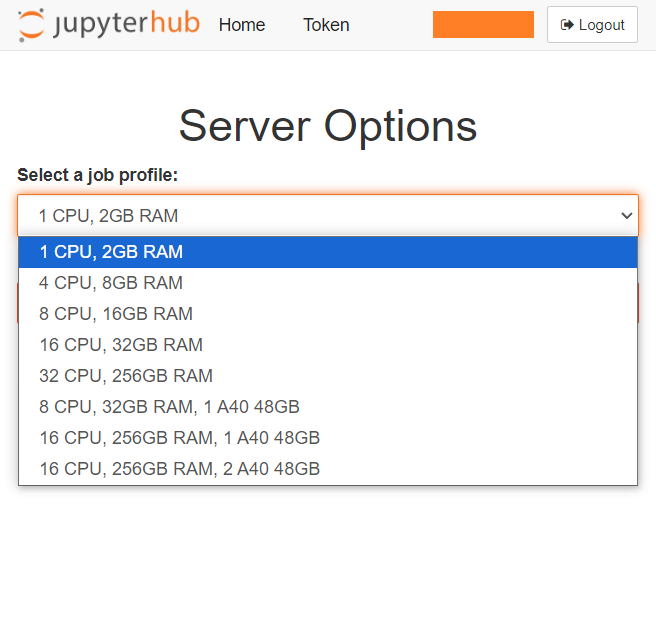 jupyterhub Home Token Logout
Server Options
Select a job profile:
1 CPU, 2GB RAM
1 CPU, 2GB RAM
4 CPU, 8GB RAM
8 CPU, 16GB RAM
16 CPU, 32GB RAM
32 CPU, 256GB RAM
8 CPU, 32GB RAM, 1 A40 48GB
16 CPU, 256GB RAM, 1 A40 48GB
16 CPU, 256GB RAM, 2 A40 48GB